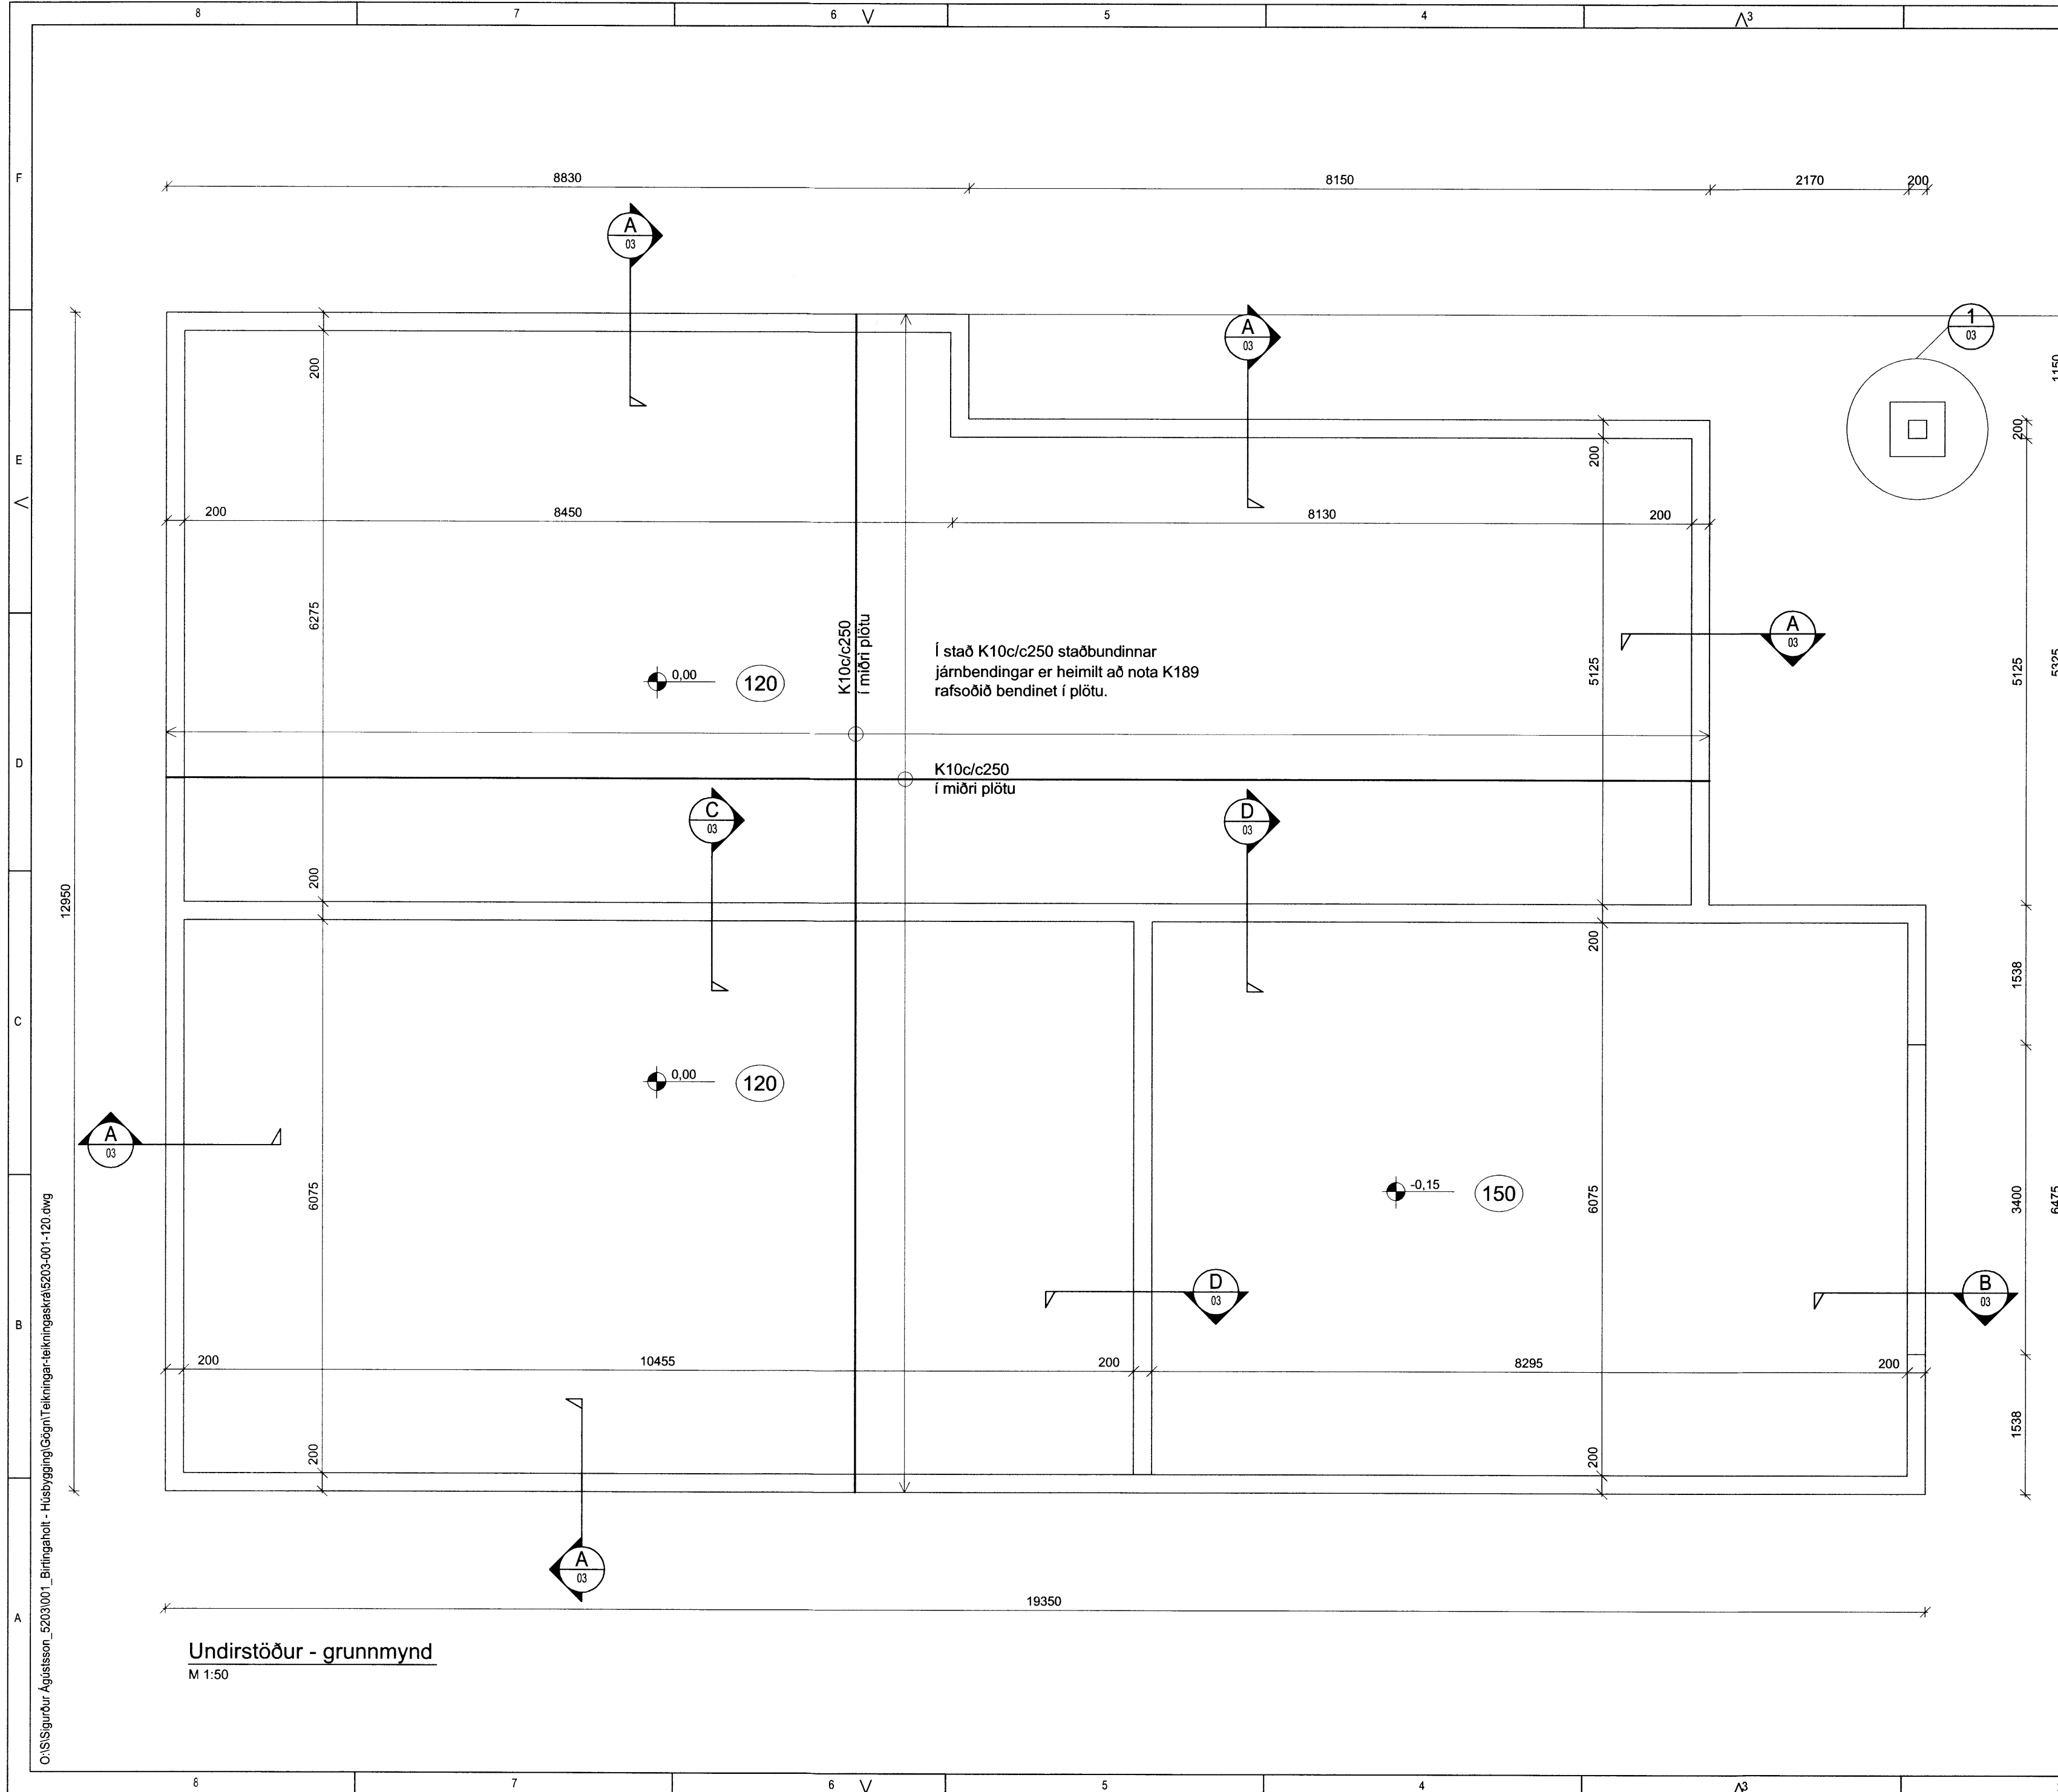 8 7 6 5 4 3
F
E
D
C
B
A
8830 8150 2170 200
A
03
A
03
1
03
1150
200
200
200
200 8450 8130 200
6275
K10c/c250
í miðri plötu
Í stað K10c/c250 staðbundinnar
járnbendingar er heimilt að nota K189
rafsoðið bendinet í plötu.
0,00 120
5125
A
03
5125
5325
K10c/c250
í miðri plötu
C
03
D
03
12950
200
200
1538
0,00 120
A
03
6075
-0,15 150
6075
3400
6475
D
03
B
03
200 10455 200 8295 200
200
200
1538
A
03
19350
Undirstöður - grunnmynd
M 1:50
O:\S\Sigurður Ágústsson_5203\001_Birtingaholt - Húsbygging\Gögn\Teikningar-teikningaskrá\5203-001-120.dwg
8 7 6 5 4 3